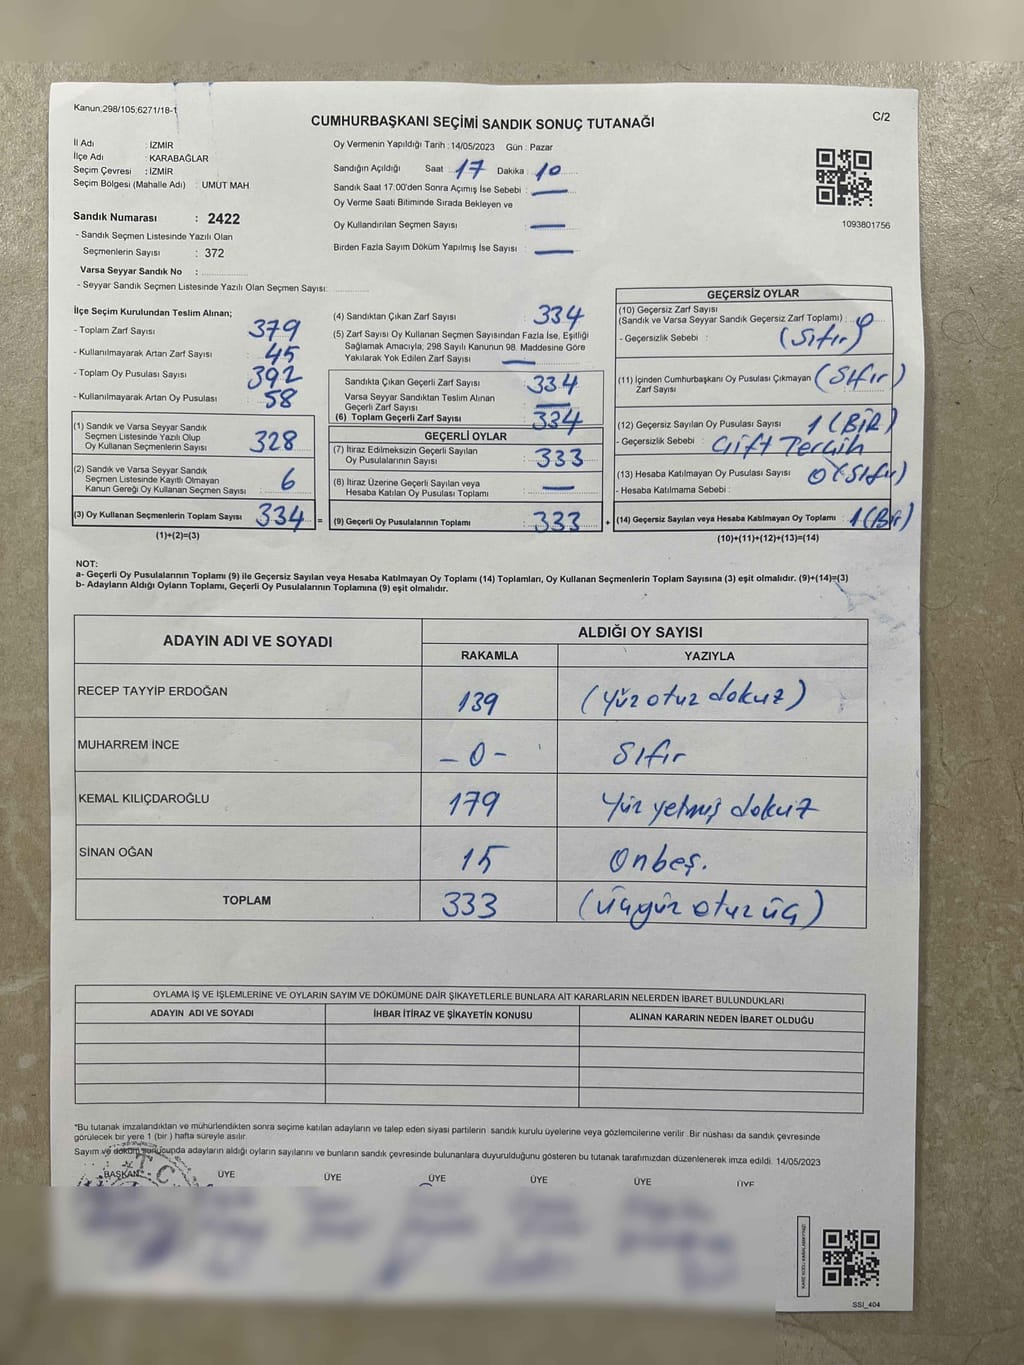 Kanun;298/105;6271/18-1
CUMHURBAŞKANI SEÇİMİ SANDIK SONUÇ TUTANAĞI
C/2
İl Adı : İZMİR
İlçe Adı : KARABAĞLAR
Seçim Çevresi : İZMİR
Seçim Bölgesi (Mahalle Adı) : UMUT MAH
Sandık Numarası : 2422
- Sandık Seçmen Listesinde Yazılı Olan
Seçmenlerin Sayısı : 372
Varsa Seyyar Sandık No :
- Seyyar Sandık Seçmen Listesinde Yazılı Olan Seçmen Sayısı:
Oy Vermenin Yapıldığı Tarih : 14/05/2023 Gün : Pazar
Sandığın Açıldığı Saat : 17 Dakika : 10
Sandık Saat 17:00'den Sonra Açımış İse Sebebi : —
Oy Verme Saati Bitiminde Sırada Bekleyen ve
Oy Kullandırılan Seçmen Sayısı : —
Birden Fazla Sayım Döküm Yapılmış İse Sayısı : —
1093801756
İlçe Seçim Kurulundan Teslim Alınan;
- Toplam Zarf Sayısı : 379
- Kullanılmayarak Artan Zarf Sayısı : 45
- Toplam Oy Pusulası Sayısı : 392
- Kullanılmayarak Artan Oy Pusulası : 58
(1) Sandık ve Varsa Seyyar Sandık
Seçmen Listesinde Yazılı Olup
Oy Kullanan Seçmenlerin Sayısı : 328
(2) Sandık ve Varsa Seyyar Sandık
Seçmen Listesinde Kayıtlı Olmayan
Kanun Gereği Oy Kullanan Seçmen Sayısı : 6
(3) Oy Kullanan Seçmenlerin Toplam Sayısı : 334 =
(1)+(2)=(3)
(4) Sandıktan Çıkan Zarf Sayısı : 334
(5) Zarf Sayısı Oy Kullanan Seçmen Sayısından Fazla İse, Eşitliği
Sağlamak Amacıyla; 298 Sayılı Kanunun 98. Maddesine Göre
Yakılarak Yok Edilen Zarf Sayısı : —
Sandıkta Çıkan Geçerli Zarf Sayısı : 334
Varsa Seyyar Sandıktan Teslim Alınan
Geçerli Zarf Sayısı : —
(6) Toplam Geçerli Zarf Sayısı : 334
GEÇERLİ OYLAR
(7) İtiraz Edilmeksizin Geçerli Sayılan
Oy Pusulalarının Sayısı : 333
(8) İtiraz Üzerine Geçerli Sayılan veya
Hesaba Katılan Oy Pusulası Toplamı : —
(9) Geçerli Oy Pusulalarının Toplamı : 333 +
GEÇERSİZ OYLAR
(10) Geçersiz Zarf Sayısı
(Sandık ve Varsa Seyyar Sandık Geçersiz Zarf Toplamı) : 0
- Geçersizlik Sebebi : (Sıfır)
(11) İçinden Cumhurbaşkanı Oy Pusulası Çıkmayan (Sıfır)
Zarf Sayısı
(12) Geçersiz Sayılan Oy Pusulası Sayısı : 1 (BİR)
- Geçersizlik Sebebi : Çift Tercih
(13) Hesaba Katılmayan Oy Pusulası Sayısı : 0 (Sıfır)
- Hesaba Katılmama Sebebi :
(14) Geçersiz Sayılan veya Hesaba Katılmayan Oy Toplamı : 1 (Bir)
(10)+(11)+(12)+(13)=(14)
NOT:
a- Geçerli Oy Pusulalarının Toplamı (9) ile Geçersiz Sayılan veya Hesaba Katılmayan Oy Toplamı (14) Toplamları, Oy Kullanan Seçmenlerin Toplam Sayısına (3) eşit olmalıdır. (9)+(14)=(3)
b- Adayların Aldığı Oyların Toplamı, Geçerli Oy Pusulalarının Toplamına (9) eşit olmalıdır.
ADAYIN ADI VE SOYADI
ALDIĞI OY SAYISI
RAKAMLA YAZIYLA
RECEP TAYYİP ERDOĞAN 139 (Yüz otuz dokuz)
MUHARREM İNCE -0- Sıfır
KEMAL KILIÇDAROĞLU 179 Yüz yetmiş dokuz
SİNAN OĞAN 15 Onbeş.
TOPLAM 333 (üçyüz otuz üç)
OYLAMA İŞ VE İŞLEMLERİNE VE OYLARIN SAYIM VE DÖKÜMÜNE DAİR ŞİKAYETLERLE BUNLARA AİT KARARLARIN NELERDEN İBARET BULUNDUKLARI
ADAYIN ADI VE SOYADI İHBAR İTİRAZ VE ŞİKAYETİN KONUSU ALINAN KARARIN NEDEN İBARET OLDUĞU
*Bu tutanak imzalandıktan ve mühürlendikten sonra seçime katılan adayların ve talep eden siyasi partilerin sandık kurulu üyelerine veya gözlemcilerine verilir .Bir nüshası da sandık çevresinde
görülecek bir yere 1 (bir ) hafta süreyle asılır.
Sayım ve döküm sonucunda adayların aldığı oyların sayılarını ve bunların sandık çevresinde bulunanlara duyurulduğunu gösteren bu tutanak tarafımızdan düzenlenerek imza edildi. 14/05/2023
T.C
BAŞKAN ÜYE ÜYE ÜYE ÜYE ÜYE ÜYE
SSI_404